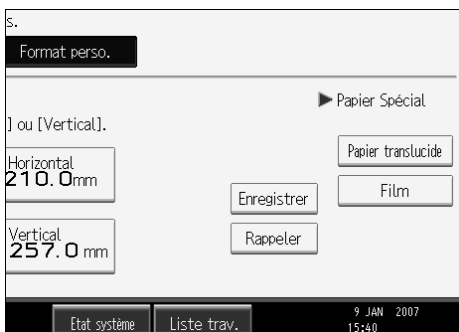 s.
Format perso.
▶ Papier Spécial
] ou [Vertical].
Papier translucide
Horizontal
210.0mm
Film
Enregistrer
Vertical
257.0 mm
Rappeler
Etat système
Liste trav.
9 JAN 2007
15:40